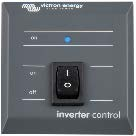 victron energy
on
on
I
O
off
inverter control